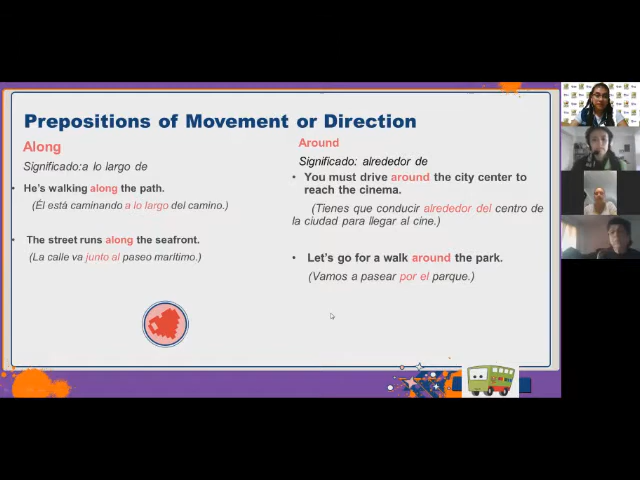 Prepositions of Movement or Direction
Along
Significado:a lo largo de
• He's walking along the path.
(Él está caminando a lo largo del camino.)
• The street runs along the seafront.
(La calle va junto al paseo marítimo.)
Around
Significado: alrededor de
• You must drive around the city center to
reach the cinema.
(Tienes que conducir alrededor del centro de
la ciudad para llegar al cine.)
• Let's go for a walk around the park.
(Vamos a pasear por el parque.)